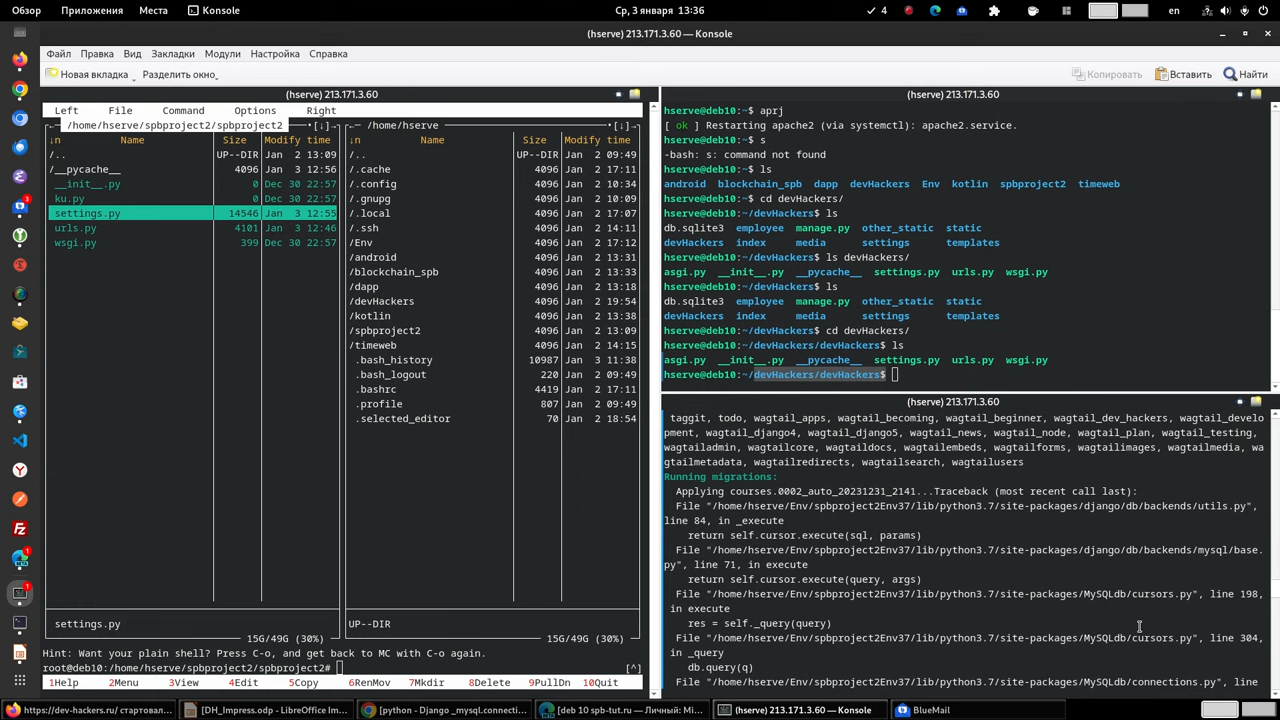 Обзор Приложения Места Konsole Ср, 3 января 13:36 4 en
(hserve) 213.171.3.60 — Konsole
Файл Правка Вид Закладки Модули Настройка Справка
Новая вкладка Разделить окно Копировать Вставить Найти
(hserve) 213.171.3.60
Left File Command Options Right
/home/hserve/spbproject2/spbproject2
↓n Name Size Modify time
/.. UP--DIR Jan 2 13:09
/__pycache__ 4096 Jan 3 12:56
__init__.py 0 Dec 30 22:57
ku.py 0 Dec 30 22:57
settings.py 14546 Jan 3 12:55
urls.py 4101 Jan 3 12:46
wsgi.py 399 Dec 30 22:57
settings.py
15G/49G (30%)
/home/hserve
↓n Name Size Modify time
/.. UP--DIR Jan 2 09:49
/.cache 4096 Jan 2 17:11
/.config 4096 Jan 2 10:34
/.gnupg 4096 Jan 2 10:09
/.local 4096 Jan 2 17:07
/.ssh 4096 Jan 2 14:11
/Env 4096 Jan 2 17:12
/android 4096 Jan 2 13:31
/blockchain_spb 4096 Jan 2 13:33
/dapp 4096 Jan 2 13:18
/devHackers 4096 Jan 2 19:54
/kotlin 4096 Jan 2 13:38
/spbproject2 4096 Jan 2 13:09
/timeweb 4096 Jan 2 14:15
.bash_history 10987 Jan 3 11:38
.bash_logout 220 Jan 2 09:49
.bashrc 4419 Jan 2 17:11
.profile 807 Jan 2 09:49
.selected_editor 70 Jan 2 18:54
UP--DIR
15G/49G (30%)
Hint: Want your plain shell? Press C-o, and get back to MC with C-o again.
root@deb10:/home/hserve/spbproject2/spbproject2# [^]
1Help 2Menu 3View 4Edit 5Copy 6RenMov 7Mkdir 8Delete 9PullDn 10Quit
(hserve) 213.171.3.60
hserve@deb10:~$ aprj
[ ok ] Restarting apache2 (via systemctl): apache2.service.
hserve@deb10:~$ s
-bash: s: command not found
hserve@deb10:~$ ls
android blockchain_spb dapp devHackers Env kotlin spbproject2 timeweb
hserve@deb10:~$ cd devHackers/
hserve@deb10:~/devHackers$ ls
db.sqlite3 employee manage.py other_static static
devHackers index media settings templates
hserve@deb10:~/devHackers$ ls devHackers/
asgi.py __init__.py __pycache__ settings.py urls.py wsgi.py
hserve@deb10:~/devHackers$ ls
db.sqlite3 employee manage.py other_static static
devHackers index media settings templates
hserve@deb10:~/devHackers$ cd devHackers/
hserve@deb10:~/devHackers/devHackers$ ls
asgi.py __init__.py __pycache__ settings.py urls.py wsgi.py
hserve@deb10:~/devHackers/devHackers$
(hserve) 213.171.3.60
taggit, todo, wagtail_apps, wagtail_becoming, wagtail_beginner, wagtail_dev_hackers, wagtail_develo
pment, wagtail_django4, wagtail_django5, wagtail_news, wagtail_node, wagtail_plan, wagtail_testing,
wagtailadmin, wagtailcore, wagtaildocs, wagtailembeds, wagtailforms, wagtailimages, wagtailmedia, wa
gtailmetadata, wagtailredirects, wagtailsearch, wagtailusers
Running migrations:
Applying courses.0002_auto_20231231_2141...Traceback (most recent call last):
File "/home/hserve/Env/spbproject2Env37/lib/python3.7/site-packages/django/db/backends/utils.py",
line 84, in _execute
return self.cursor.execute(sql, params)
File "/home/hserve/Env/spbproject2Env37/lib/python3.7/site-packages/django/db/backends/mysql/base.
py", line 71, in execute
return self.cursor.execute(query, args)
File "/home/hserve/Env/spbproject2Env37/lib/python3.7/site-packages/MySQLdb/cursors.py", line 198,
in execute
res = self._query(query)
File "/home/hserve/Env/spbproject2Env37/lib/python3.7/site-packages/MySQLdb/cursors.py", line 304,
in _query
db.query(q)
File "/home/hserve/Env/spbproject2Env37/lib/python3.7/site-packages/MySQLdb/connections.py", line
https://dev-hackers.ru/ стартовал... [DH_Impress.odp - LibreOffice Im... [python - Django _mysql.connecti... [deb 10 spb-tut.ru — Личный: Mi... (hserve) 213.171.3.60 — Konsole BlueMail